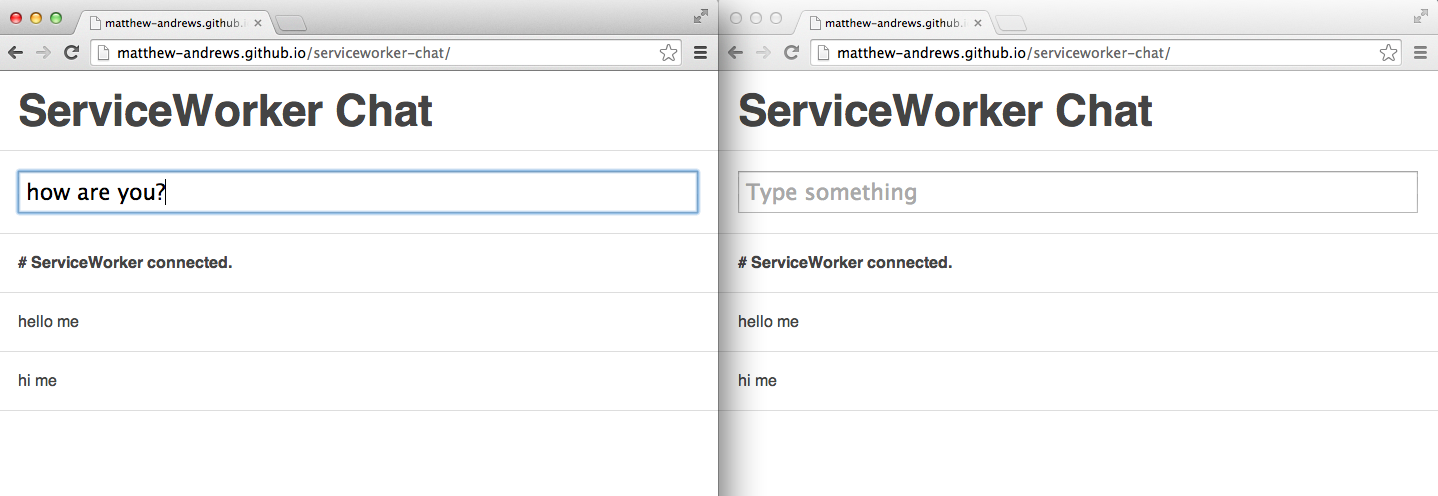 matthew-andrews.github.
matthew-andrews.github.io/serviceworker-chat/
ServiceWorker Chat
how are you?
# ServiceWorker connected.
hello me
hi me
matthew-andrews.github.
matthew-andrews.github.io/serviceworker-chat/
ServiceWorker Chat
Type something
# ServiceWorker connected.
hello me
hi me